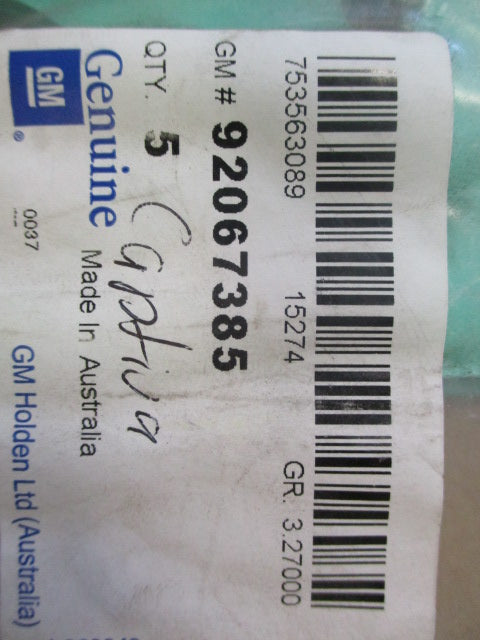 753563089 15274 GR: 3.27000
GM # 92067385
QTY. 5
Captiva
GM ® Genuine Made In Australia
0037
GM Holden Ltd (Australia)